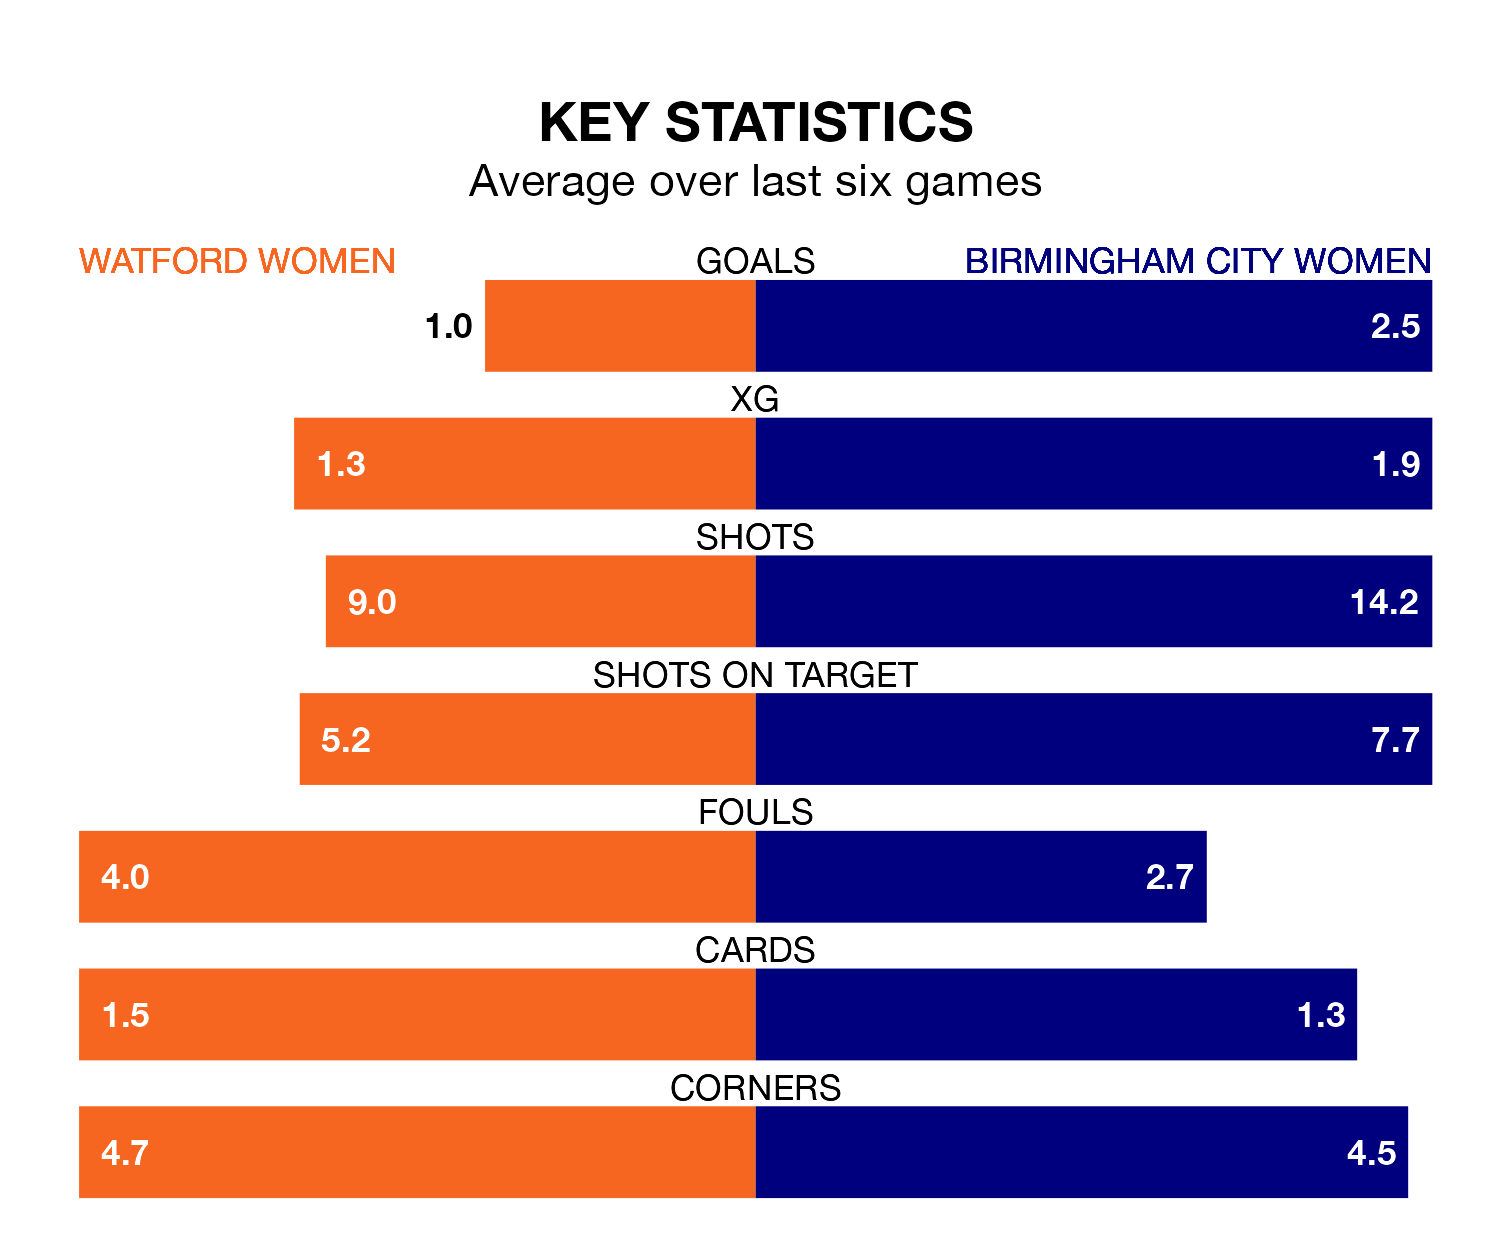 KEY STATISTICS
Average over last six games
WATFORD WOMEN GOALS BIRMINGHAM CITY WOMEN
1.0 2.5
XG
1.3 1.9
SHOTS
9.0 14.2
SHOTS ON TARGET
5.2 7.7
FOULS
4.0 2.7
CARDS
1.5 1.3
CORNERS
4.7 4.5